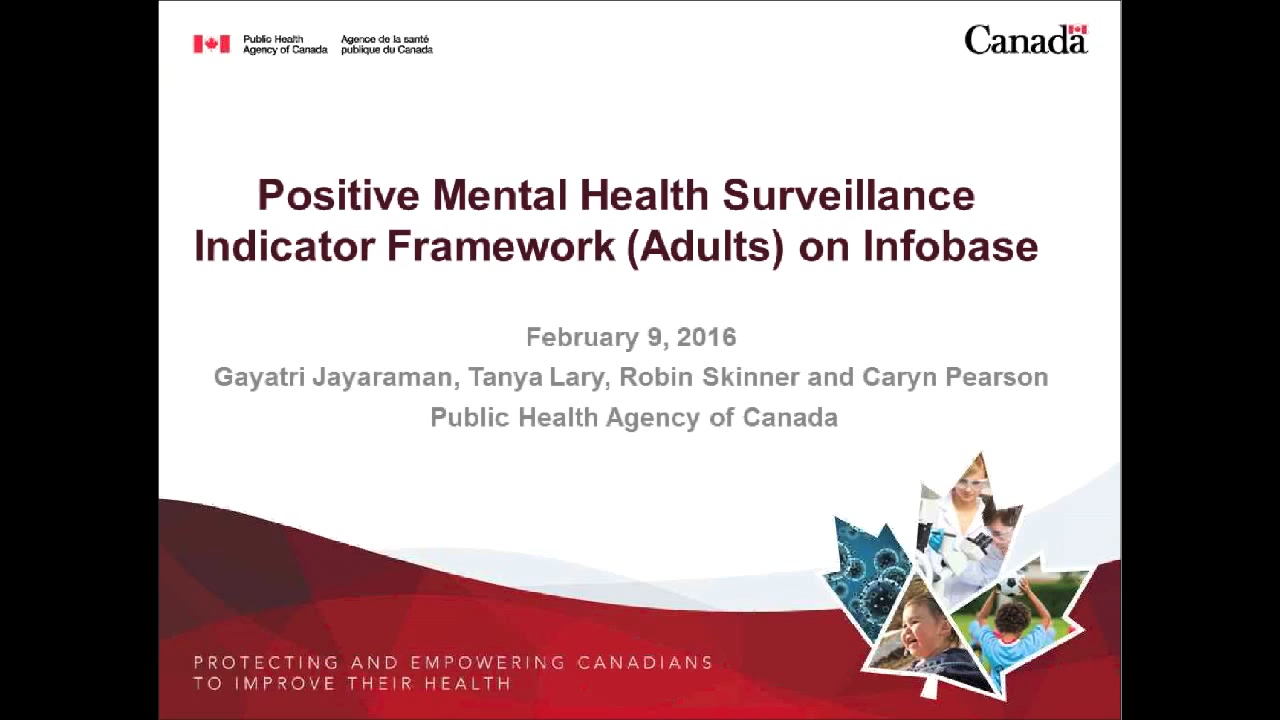 Public Health
Agency of Canada
Agence de la santé
publique du Canada
Canada
Positive Mental Health Surveillance
Indicator Framework (Adults) on Infobase
February 9, 2016
Gayatri Jayaraman, Tanya Lary, Robin Skinner and Caryn Pearson
Public Health Agency of Canada
PROTECTING AND EMPOWERING CANADIANS
TO IMPROVE THEIR HEALTH